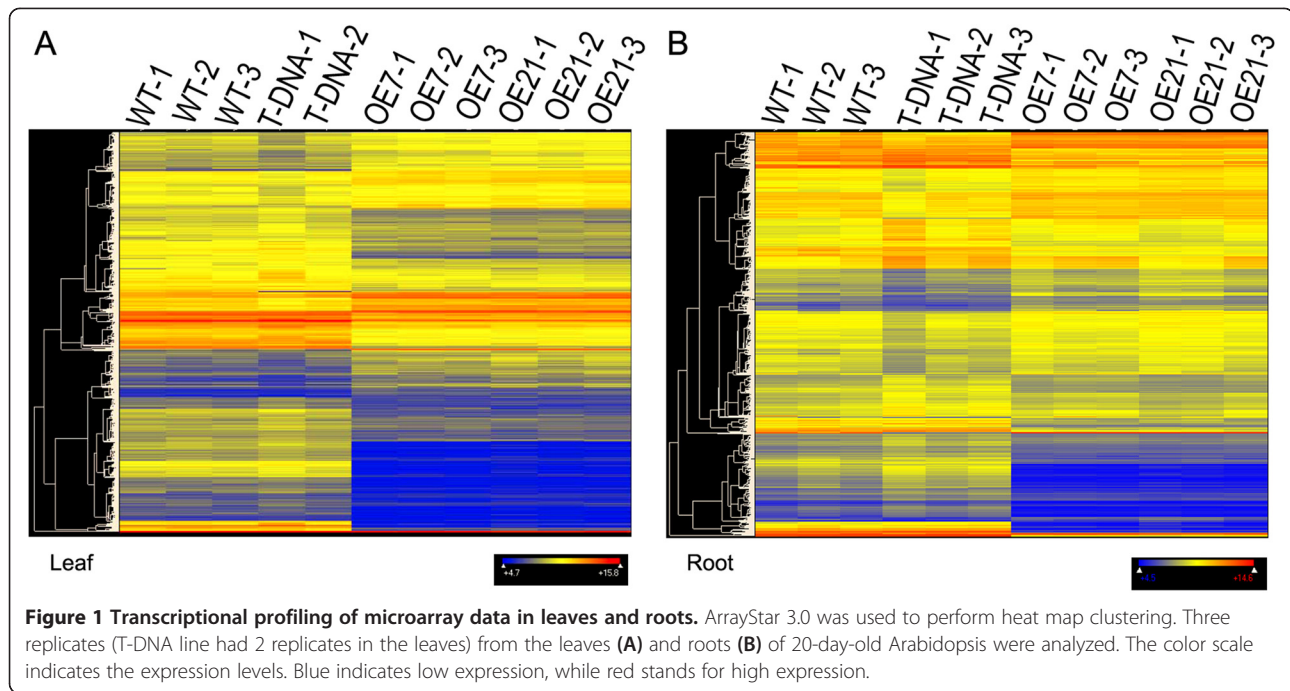 A
WT-1
WT-2
WT-3
T-DNA-1
T-DNA-2
OE7-1
OE7-2
OE7-3
OE21-1
OE21-2
OE21-3
Leaf
+4.7
+15.8
B
WT-1
WT-2
WT-3
T-DNA-1
T-DNA-2
T-DNA-3
OE7-1
OE7-2
OE7-3
OE21-1
OE21-2
OE21-3
Root
+14.6
Figure 1 Transcriptional profiling of microarray data in leaves and roots. ArrayStar 3.0 was used to perform heat map clustering. Three
replicates (T-DNA line had 2 replicates in the leaves) from the leaves (A) and roots (B) of 20-day-old Arabidopsis were analyzed. The color scale
indicates the expression levels. Blue indicates low expression, while red stands for high expression.